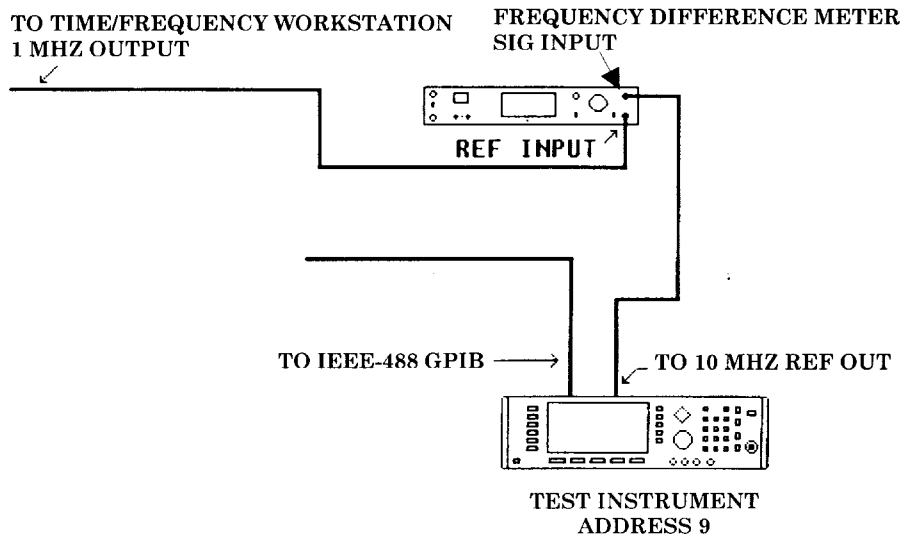 TO TIME/FREQUENCY WORKSTATION
1 MHZ OUTPUT
FREQUENCY DIFFERENCE METER
SIG INPUT
REF INPUT
TO IEEE-488 GPIB
TO 10 MHZ REF OUT
TEST INSTRUMENT
ADDRESS 9